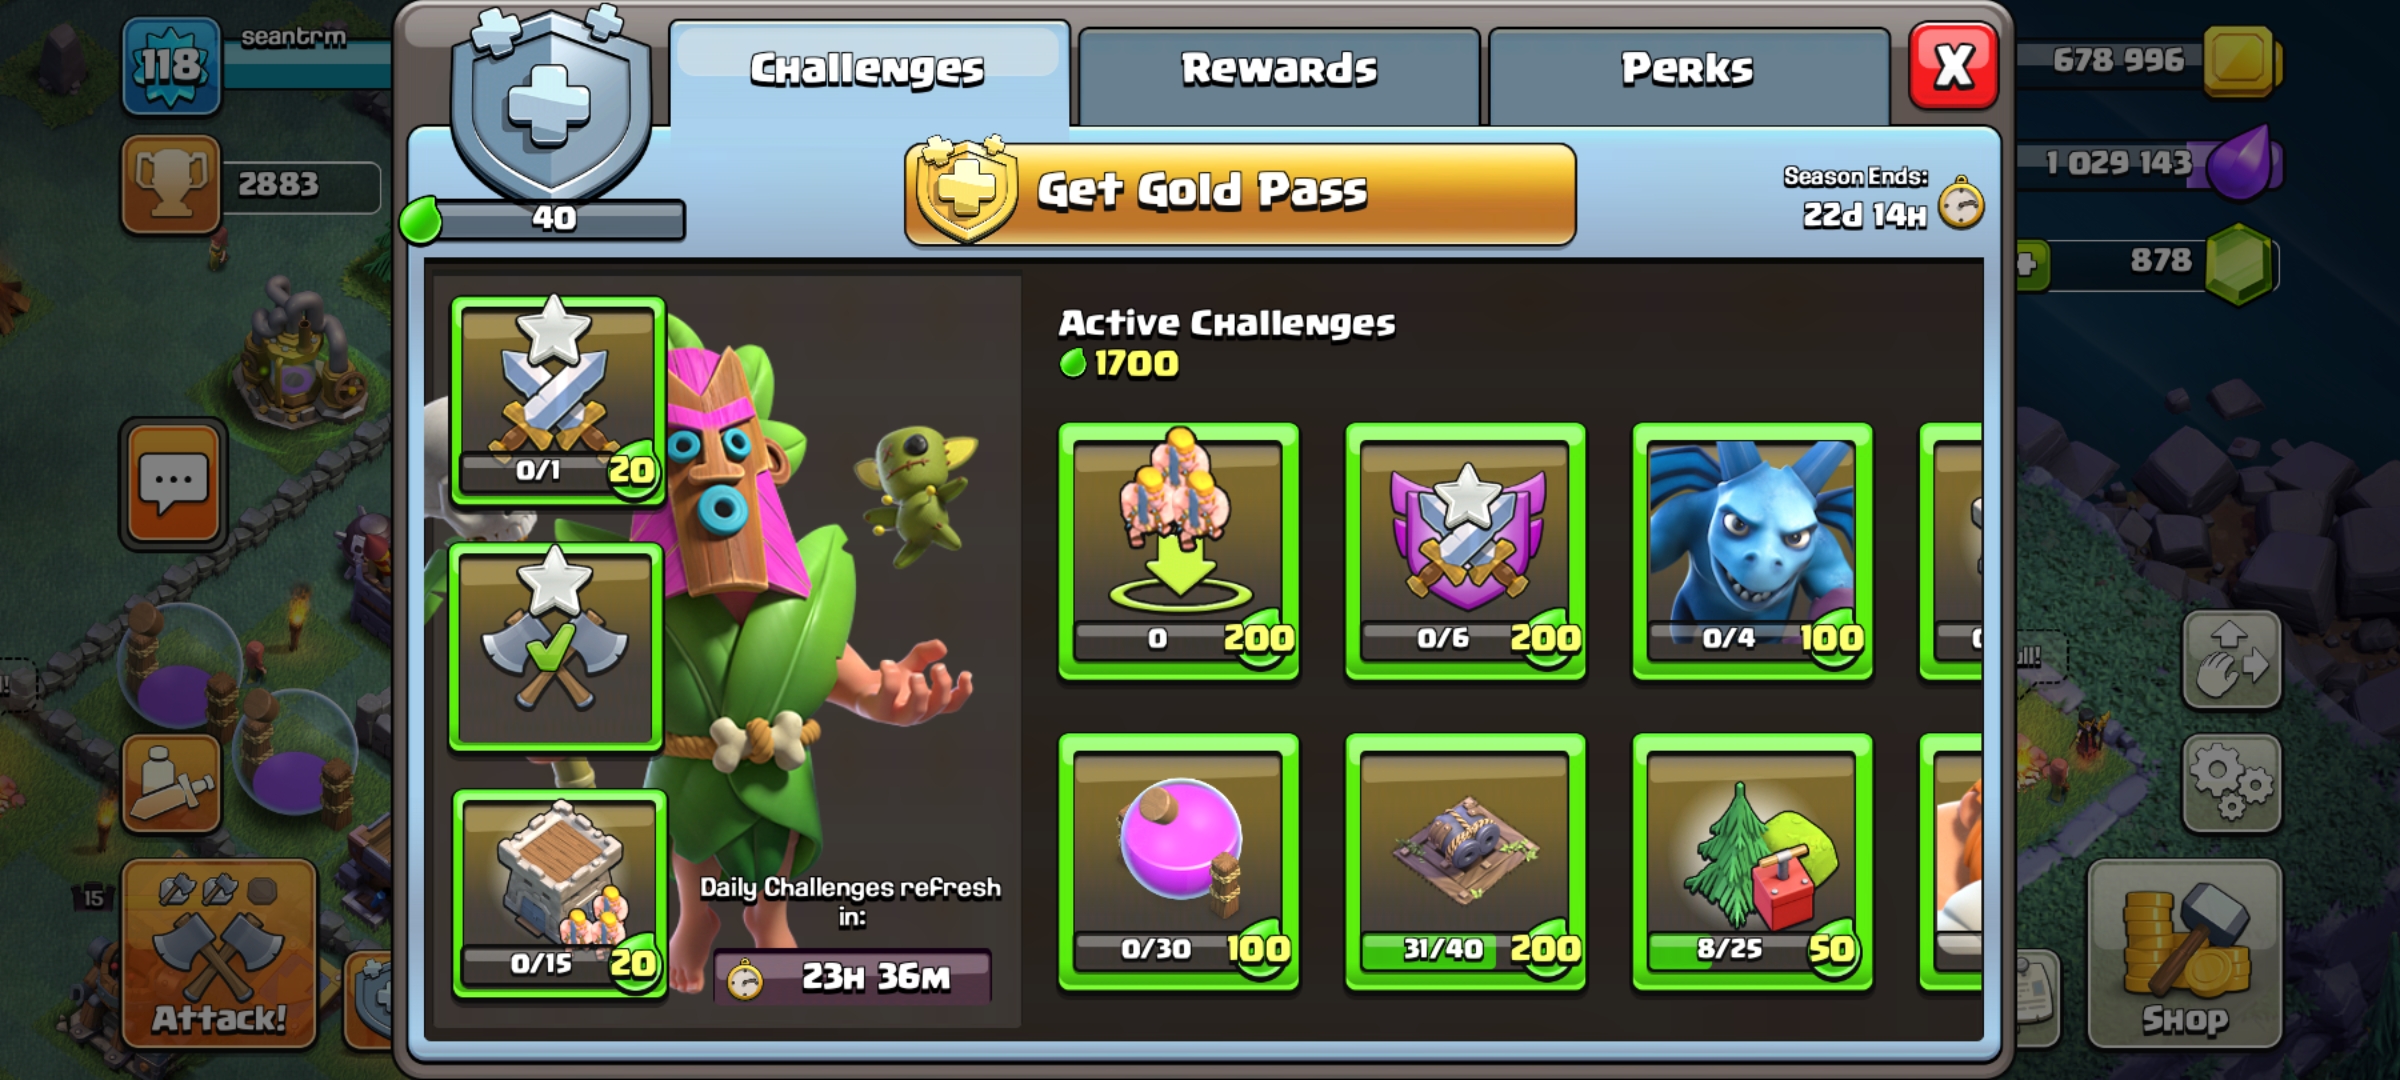 118
seantrm
2883
Challenges
Rewards
Perks
X
678 996
1 029 143
878
40
Get Gold Pass
Season Ends:
22d 14H
Active Challenges
1700
0/1
20
0
200
0/6
200
0/4
100
0/15
20
0/30
100
31/40
200
8/25
50
Daily Challenges refresh
in:
23H 36M
15
Attack!
Shop